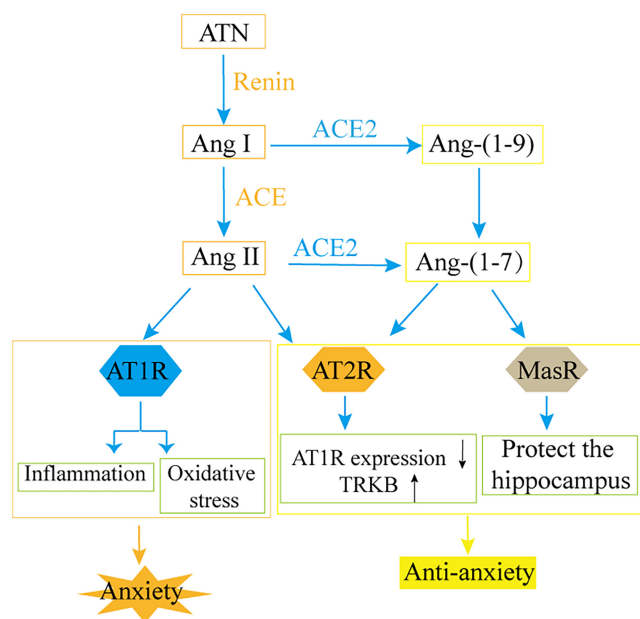 ATN
Renin
Ang I
ACE2
Ang-(1-9)
ACE
Ang II
ACE2
Ang-(1-7)
AT1R
AT2R
MasR
Inflammation
Oxidative
stress
AT1R expression ↓
TRKB ↑
Protect the
hippocampus
Anxiety
Anti-anxiety